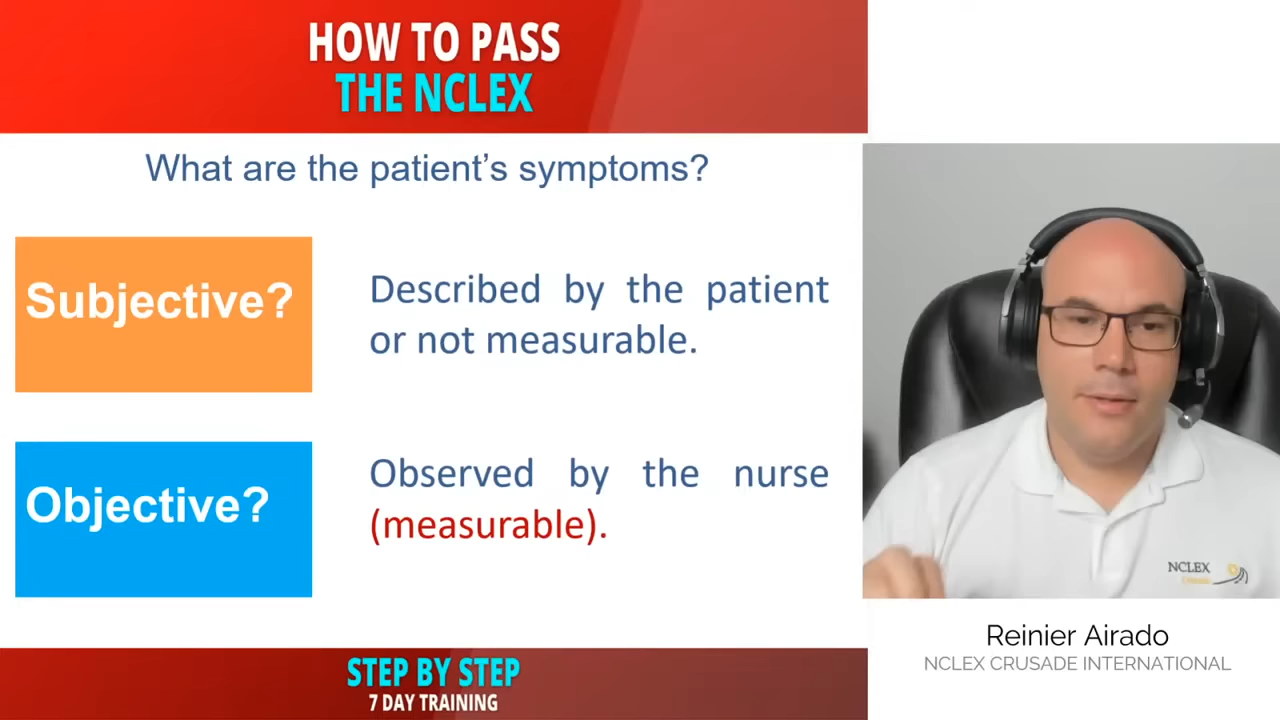 HOW TO PASS
THE NCLEX
What are the patient's symptoms?
Subjective?
Described by the patient
or not measurable.
Objective?
Observed by the nurse
(measurable).
STEP BY STEP
7 DAY TRAINING
NCLEX
Crusade
Reinier Airado
NCLEX CRUSADE INTERNATIONAL